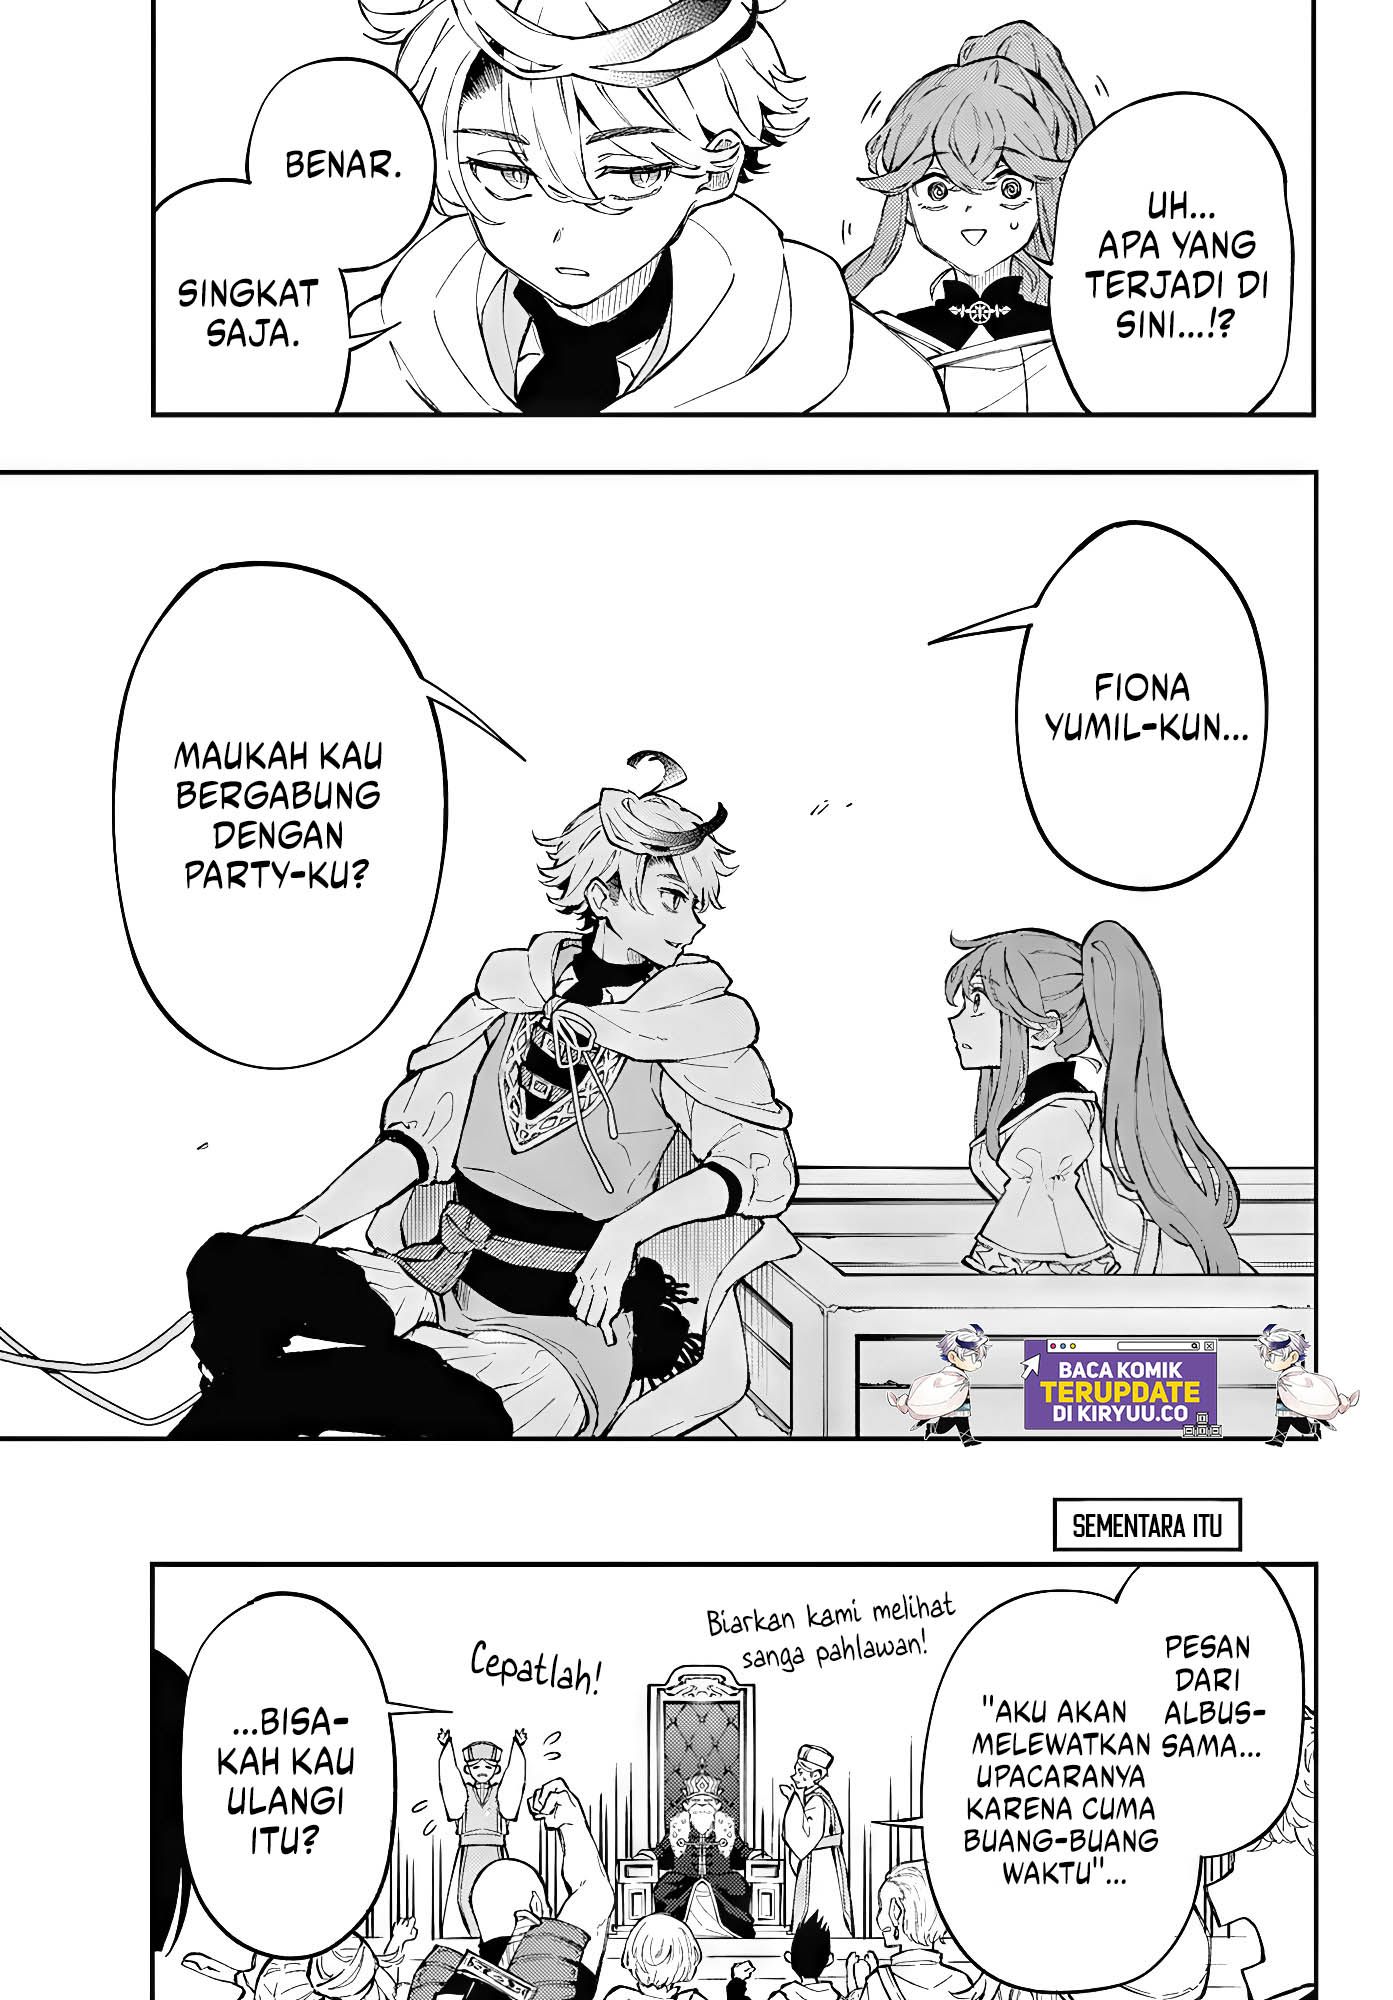 UH...
APA YANG
TERJADI DI
SINI...!?
BENAR.
SINGKAT
SAJA.
FIONA
YUMIL-KUN...
MAUKAH KAU
BERGABUNG
DENGAN
PARTY-KU?
BACA KOMIK
TERUPDATE
DI KIRYUU.CO
SEMENTARA ITU
PESAN
DARI
ALBUS-
SAMA...
"AKU AKAN
MELEWATKAN
UPACARANYA
KARENA CUMA
BUANG-BUANG
WAKTU"...
Biarkan kami melihat
sanga pahlawan!
Cepatlah!
...BISA-
KAH KAU
ULANGI
ITU?